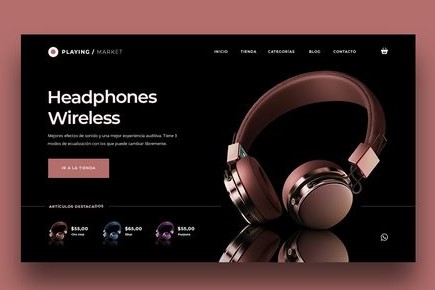 PLAYING / MARKET
INICIO TIENDA CATEGORÍAS BLOG CONTACTO
Headphones
Wireless
Mejores efectos de sonido y una mejor experiencia auditiva. Tiene 3
modos de ecualización con los que puede cambiar libremente.
IR A LA TIENDA
ARTÍCULOS DESTACADOS
$55,00 $65,00 $55,00
Oro rosa Blue Purpura